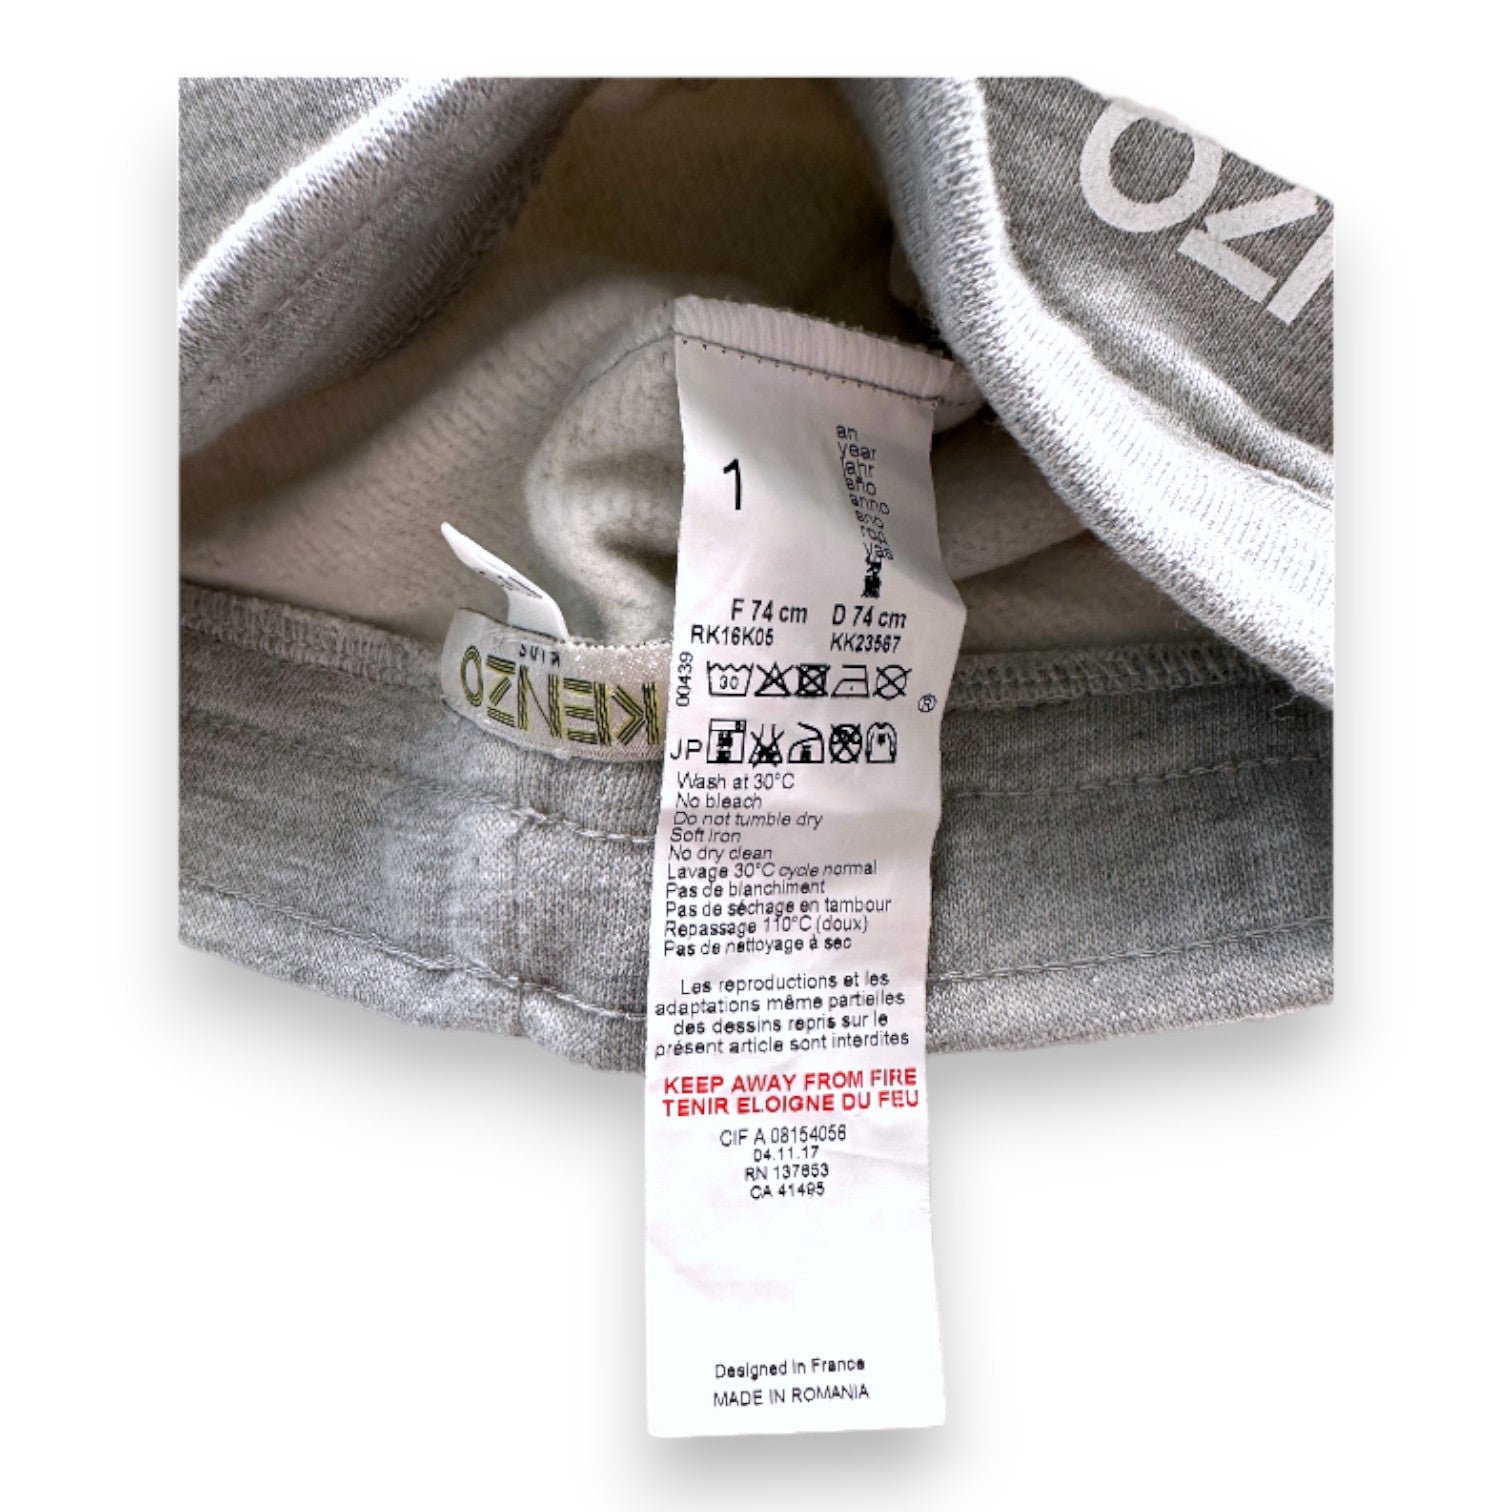 1
an
year
Jahr
año
anno
ano
F 74 cm D 74 cm
RK16K05 KK23567
00439
30
®
JP
Wash at 30°C
No bleach
Do not tumble dry
Soft iron
No dry clean
Lavage 30°C cycle normal
Pas de blanchiment
Pas de séchage en tambour
Repassage 110°C (doux)
Pas de nettoyage à sec
Les reproductions et les
adaptations même partielles
des dessins repris sur le
présent article sont interdites
KEEP AWAY FROM FIRE
TENIR ELOIGNE DU FEU
CIF A 08154056
04.11.17
RN 137853
CA 41495
Designed in France
MADE IN ROMANIA
KENZO
KIDS